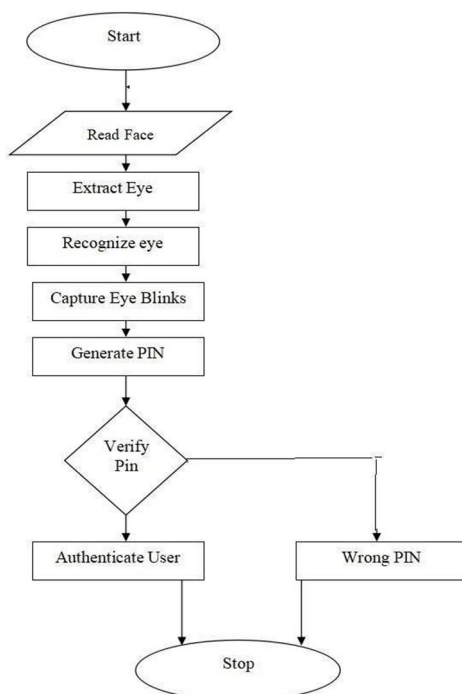 Start
Read Face
Extract Eye
Recognize eye
Capture Eye Blinks
Generate PIN
Verify
Pin
Authenticate User
Wrong PIN
Stop